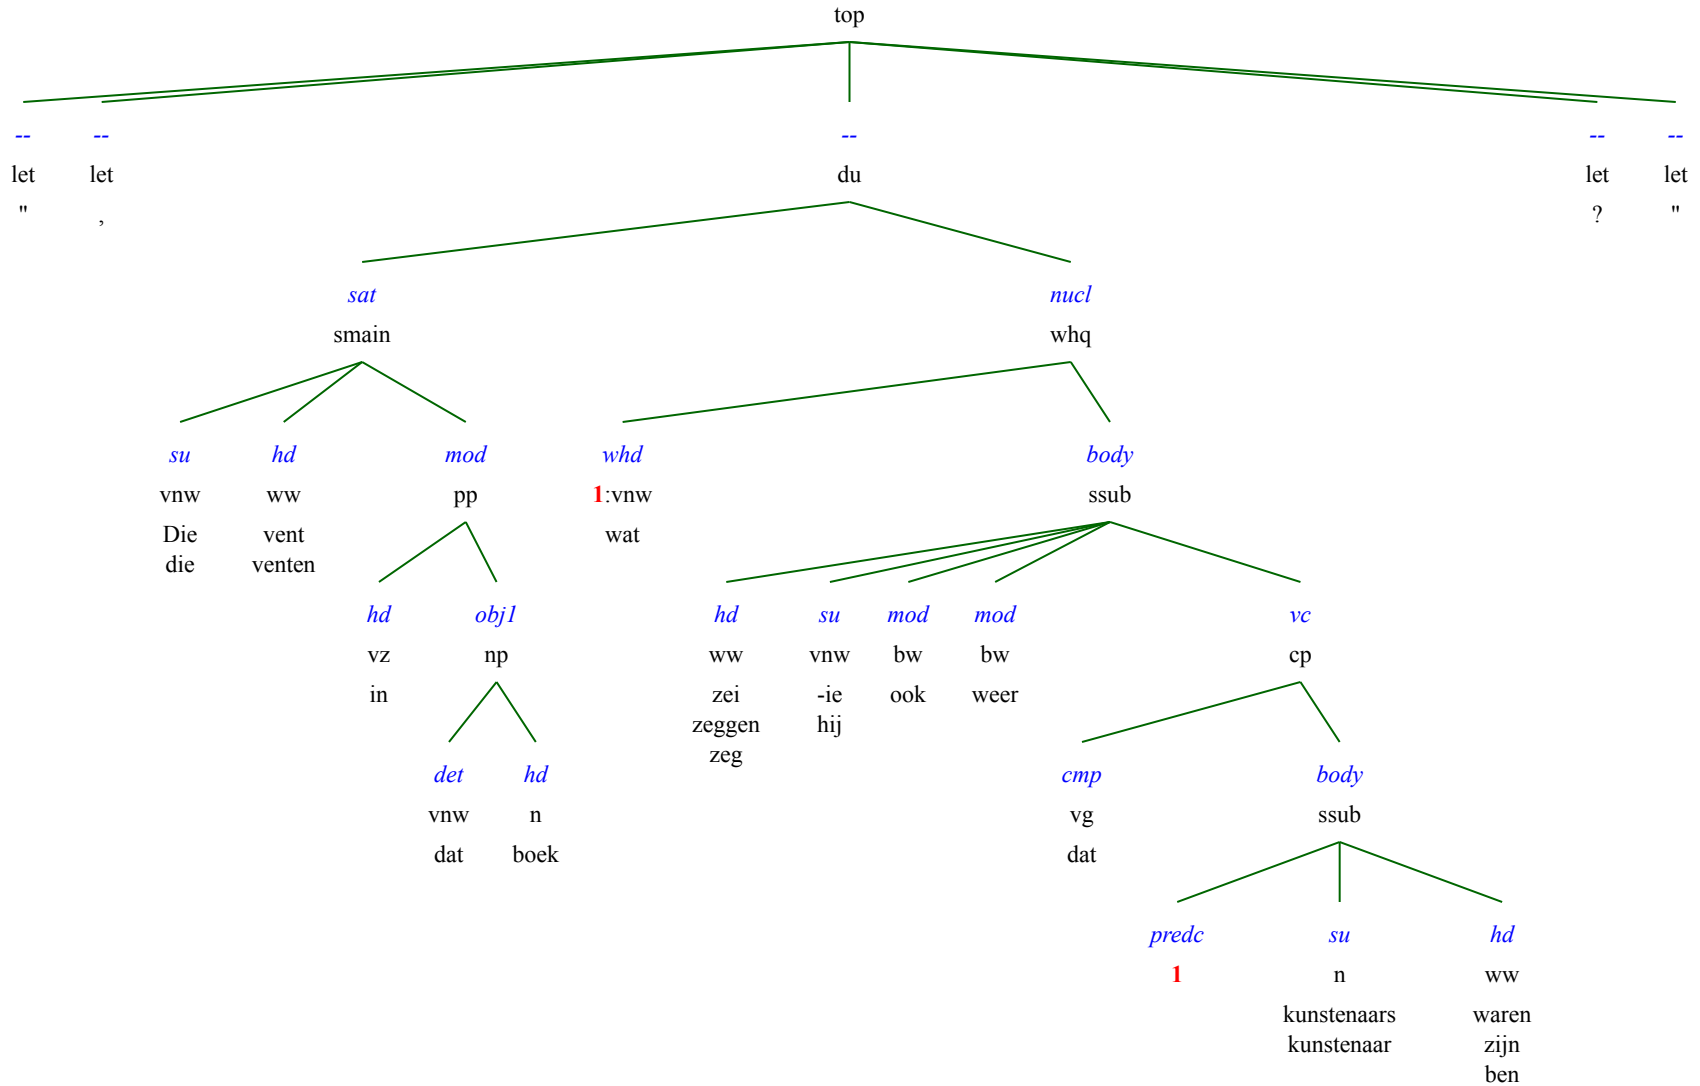 top
-- -- -- -- --
let let du let let
" , ? "
sat nucl
smain whq
su hd mod whd body
vnw ww pp 1:vnw ssub
Die vent wat
die venten
hd obj1 hd su mod mod vc
vz np ww vnw bw bw cp
in zei -ie ook weer
zeggen hij
zeg
det hd cmp body
vnw n vg ssub
dat boek dat
predc su hd
1 n ww
kunstenaars waren
kunstenaar zijn
ben